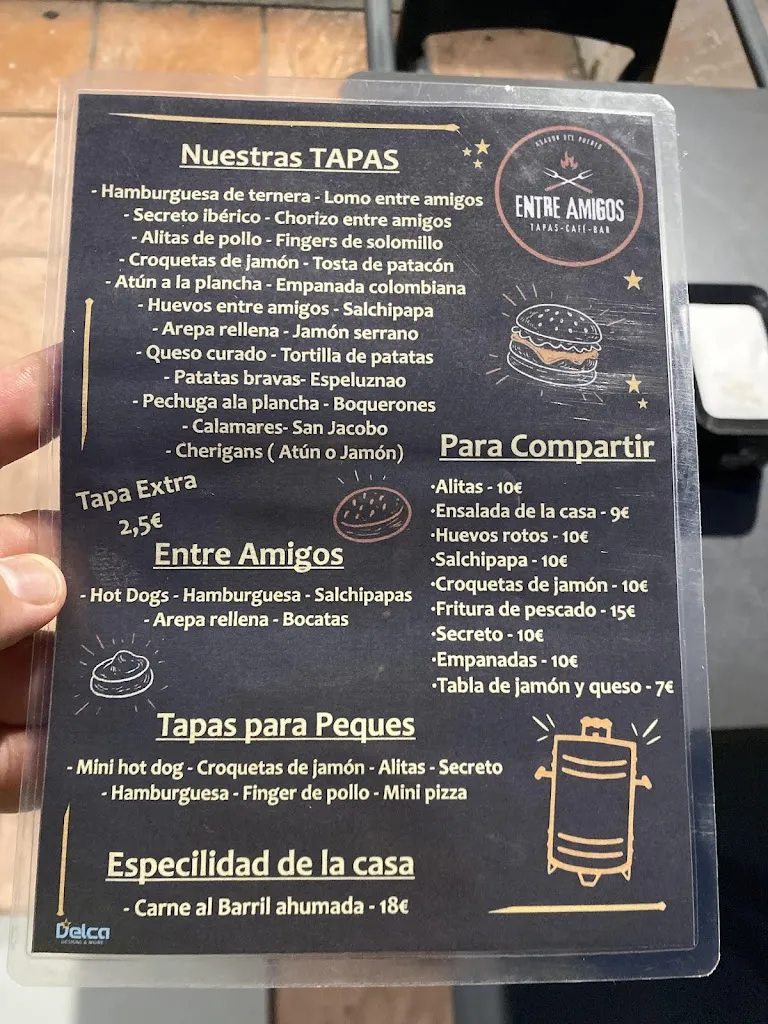 Nuestras TAPAS
- Hamburguesa de ternera - Lomo entre amigos
- Secreto ibérico - Chorizo entre amigos
- Alitas de pollo - Fingers de solomillo
- Croquetas de jamón - Tosta de patacón
- Atún a la plancha - Empanada colombiana
- Huevos entre amigos - Salchipapa
- Arepa rellena - Jamón serrano
- Queso curado - Tortilla de patatas
- Patatas bravas- Espeluznao
- Pechuga ala plancha - Boquerones
- Calamares- San Jacobo
- Cherigans ( Atún o Jamón)
ASADOR DEL PUERTO
ENTRE AMIGOS
TAPAS-CAFÉ-BAR
Tapa Extra
2,5€
Entre Amigos
- Hot Dogs - Hamburguesa - Salchipapas
- Arepa rellena - Bocatas
Para Compartir
·Alitas - 10€
·Ensalada de la casa - 9€
·Huevos rotos - 10€
·Salchipapa - 10€
·Croquetas de jamón - 10€
·Fritura de pescado - 15€
·Secreto - 10€
·Empanadas - 10€
·Tabla de jamón y queso - 7€
Tapas para Peques
- Mini hot dog - Croquetas de jamón - Alitas - Secreto
- Hamburguesa - Finger de pollo - Mini pizza
Especilidad de la casa
- Carne al Barril ahumada - 18€
Delca
DESIGNS & MORE